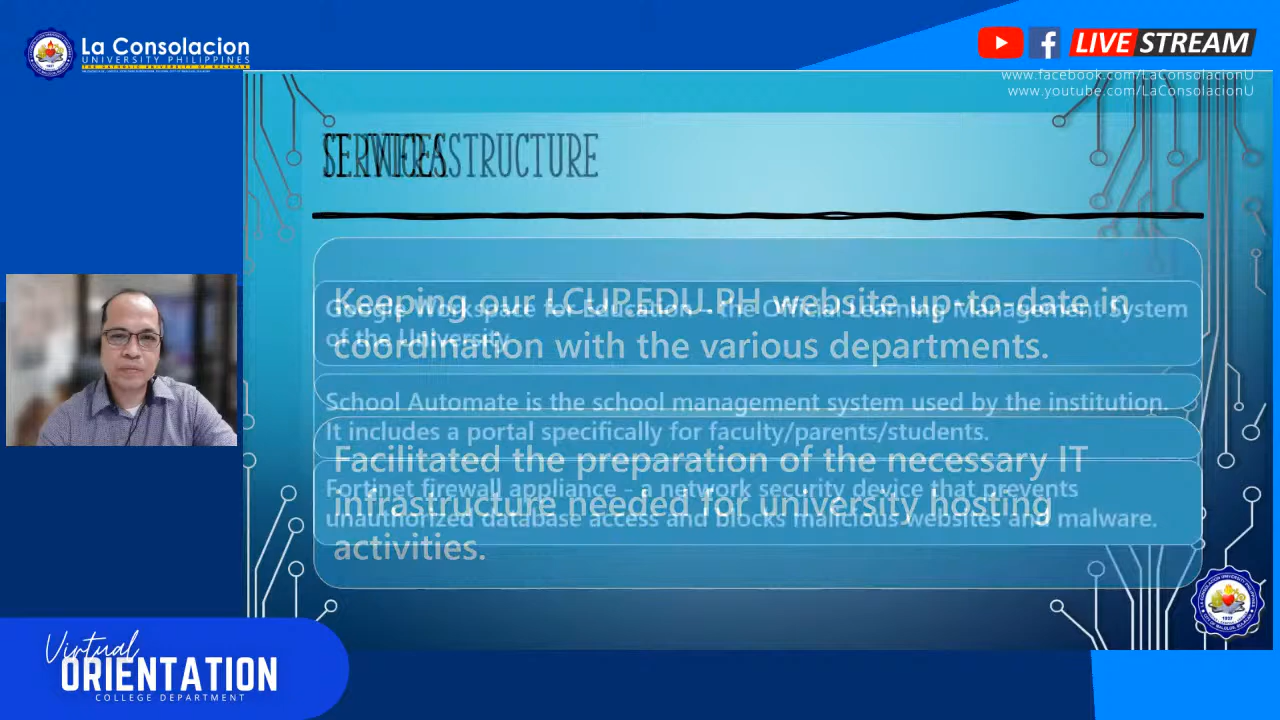 La Consolacion
UNIVERSITY PHILIPPINES
LIVE STREAM
www.facebook.com/LaConsolacionU
www.youtube.com/LaConsolacionU
Keeping our LCUP.EDU.PH website up-to-date in
coordination with the various departments.
Google Workspace for Education - the Official Learning Management System
of the University
School Automate is the school management system used by the institution.
It includes a portal specifically for faculty/parents/students.
Facilitated the preparation of the necessary IT
infrastructure needed for university hosting
activities.
Fortinet firewall appliance - a network security device that prevents
unauthorized database access and blocks malicious websites and malware.
Virtual
ORIENTATION
COLLEGE DEPARTMENT